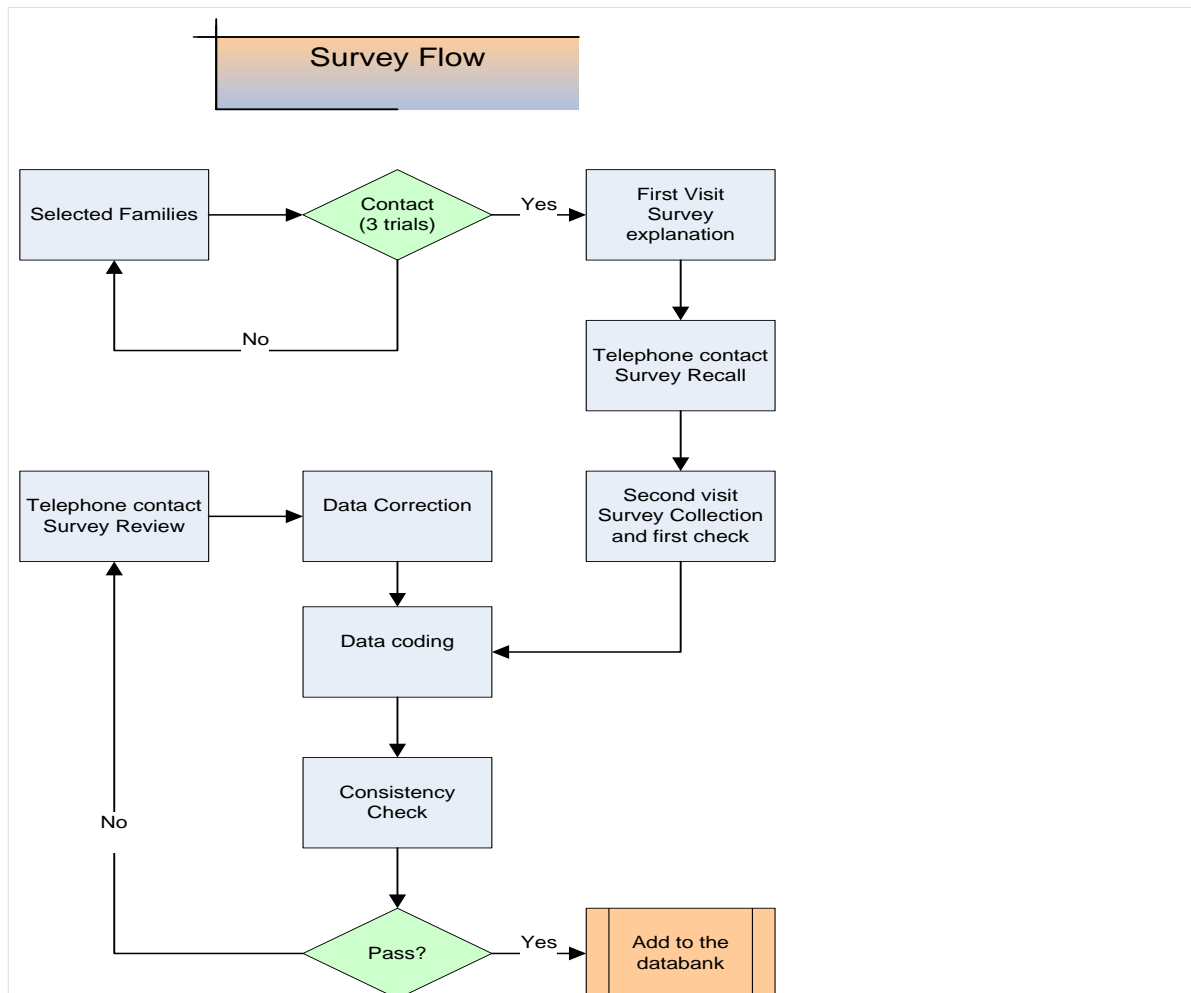 Survey Flow
Selected Families
Contact
(3 trials)
Yes
First Visit
Survey
explanation
No
Telephone contact
Survey Recall
Telephone contact
Survey Review
Data Correction
Second visit
Survey Collection
and first check
Data coding
Consistency
Check
No
Pass?
Yes
Add to the
databank